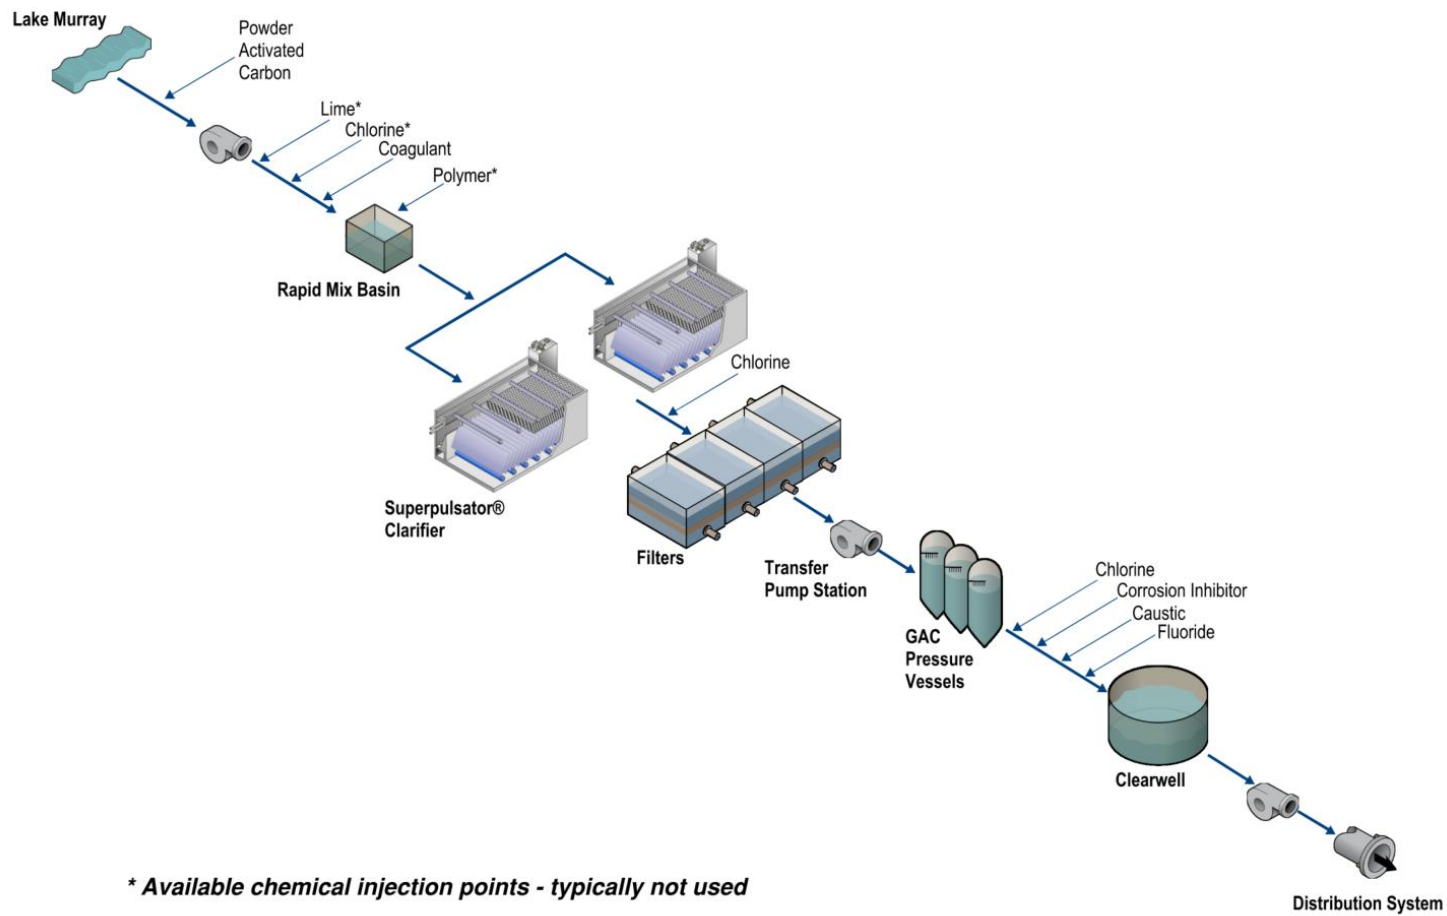 Lake Murray
Powder
Activated
Carbon
Lime*
Chlorine*
Coagulant
Polymer*
Rapid Mix Basin
Chlorine
Superpulsator®
Clarifier
Filters
Transfer
Pump Station
GAC
Pressure
Vessels
Chlorine
Corrosion Inhibitor
Caustic
Fluoride
Clearwell
Distribution System
* Available chemical injection points - typically not used